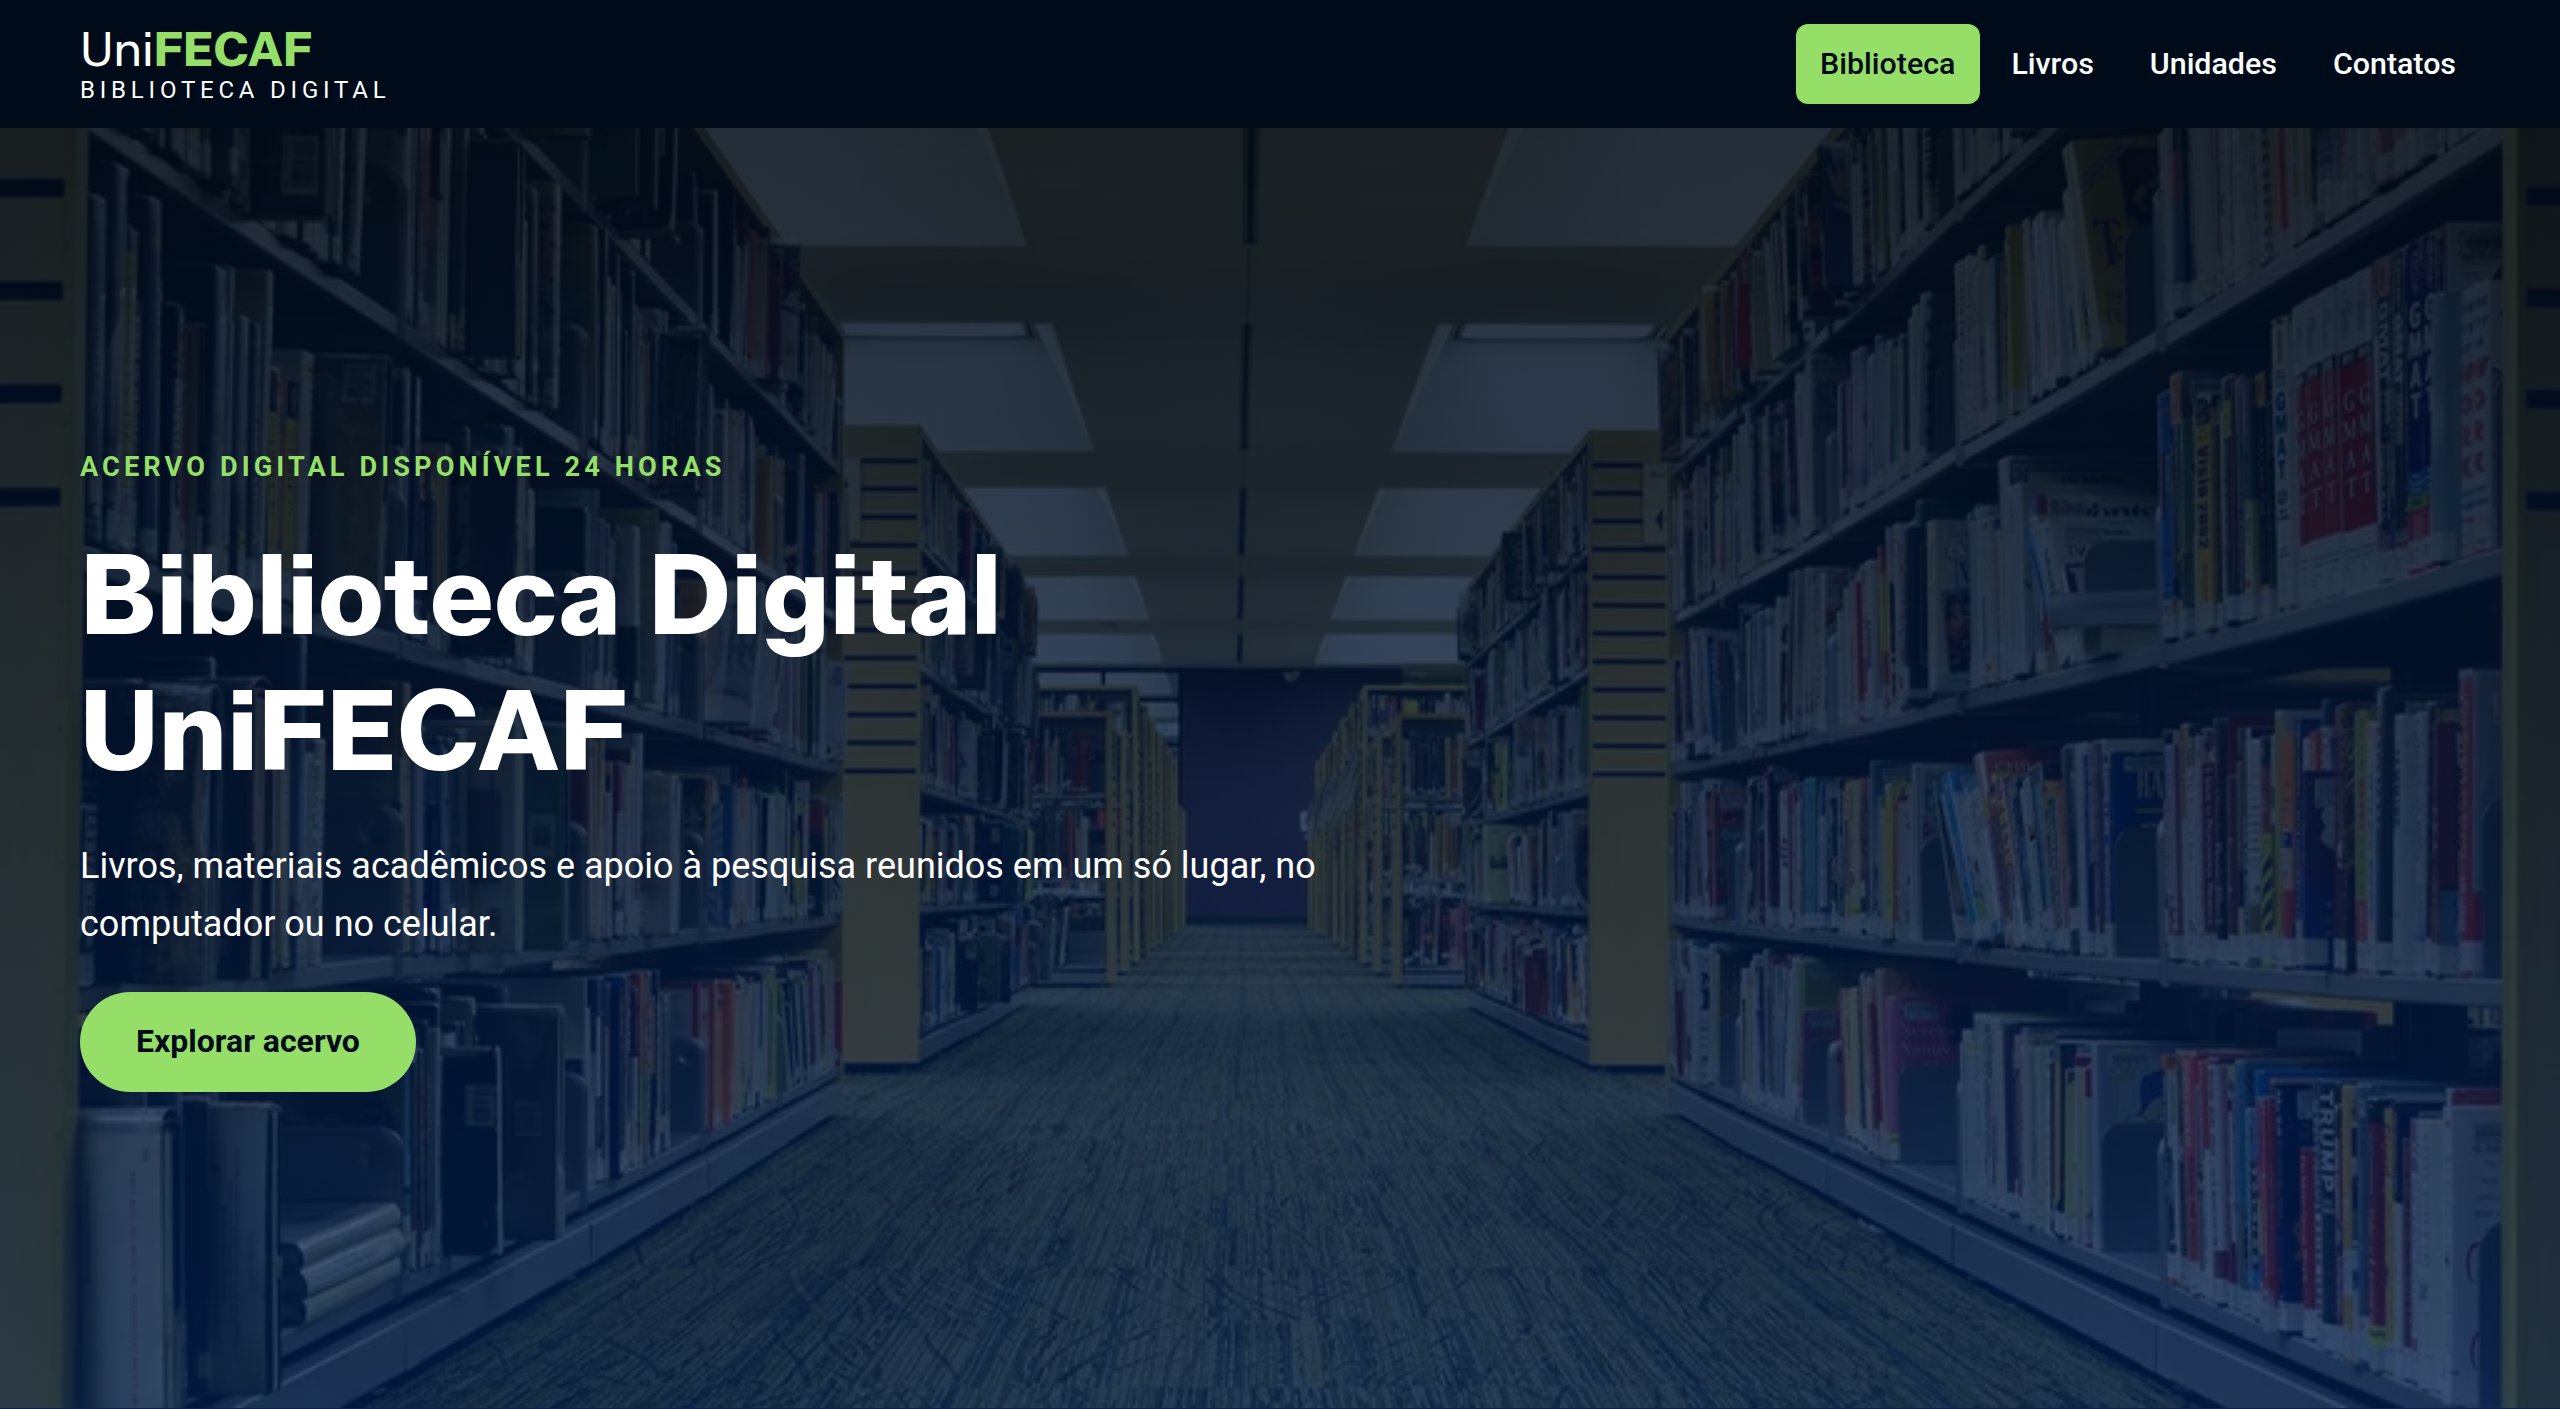 UniFECAF
BIBLIOTECA DIGITAL
Biblioteca
Livros
Unidades
Contatos
ACERVO DIGITAL DISPONÍVEL 24 HORAS
Biblioteca Digital
UniFECAF
Livros, materiais acadêmicos e apoio à pesquisa reunidos em um só lugar, no
computador ou no celular.
Explorar acervo
TRUMP